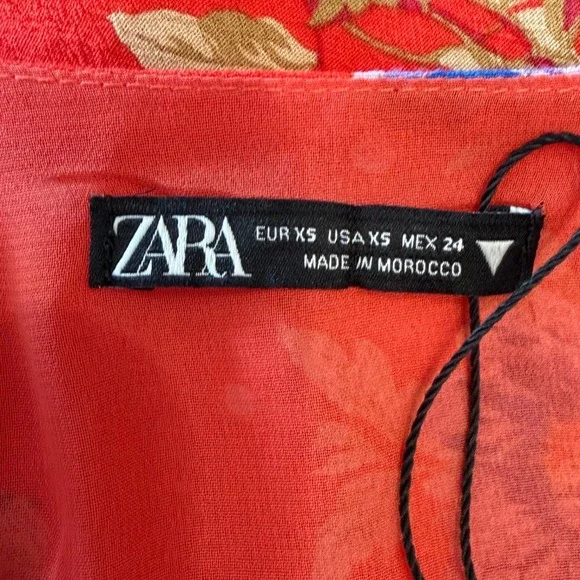 ZARA
EUR XS USA XS MEX 24
MADE IN MOROCCO